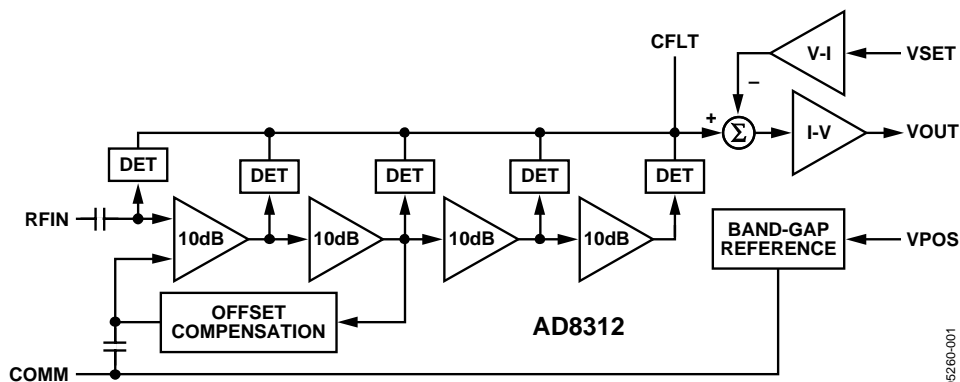 CFLT
V-I
VSET
–
+
Σ
I-V
VOUT
DET
DET
DET
DET
DET
RFIN
10dB
10dB
10dB
10dB
BAND-GAP
REFERENCE
VPOS
OFFSET
COMPENSATION
AD8312
COMM
05260-001